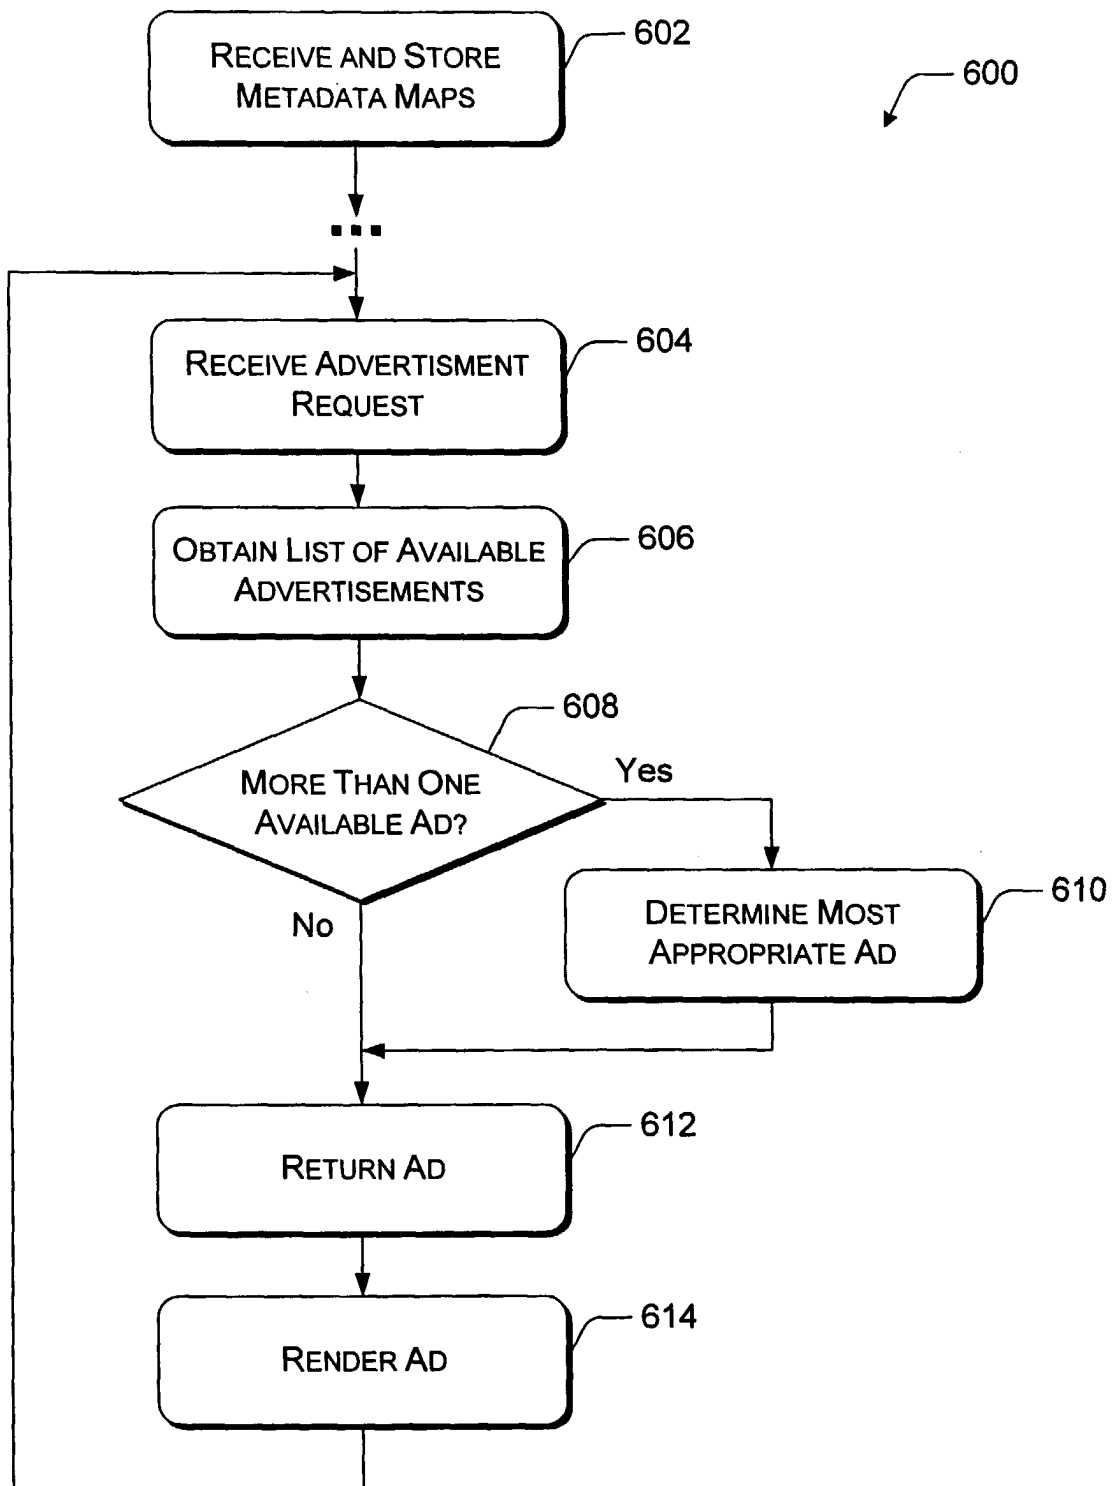 RECEIVE AND STORE
METADATA MAPS
602
600
RECEIVE ADVERTISMENT
REQUEST
604
OBTAIN LIST OF AVAILABLE
ADVERTISEMENTS
606
MORE THAN ONE
AVAILABLE AD?
608
Yes
No
DETERMINE MOST
APPROPRIATE AD
610
RETURN AD
612
RENDER AD
614